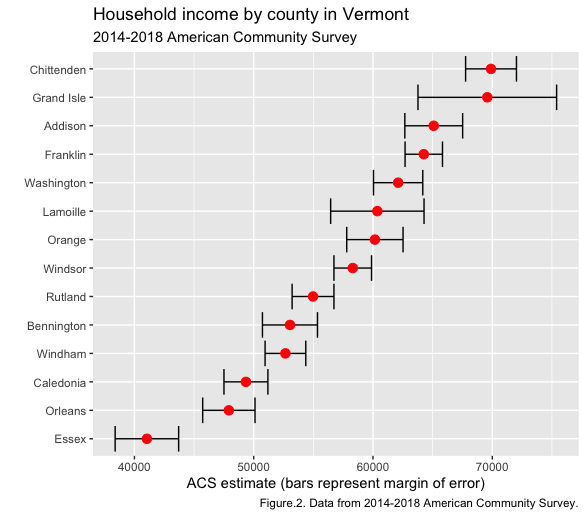 Household income by county in Vermont
2014-2018 American Community Survey
Chittenden
Grand Isle
Addison
Franklin
Washington
Lamoille
Orange
Windsor
Rutland
Bennington
Windham
Caledonia
Orleans
Essex
40000 50000 60000 70000
ACS estimate (bars represent margin of error)
Figure.2. Data from 2014-2018 American Community Survey.